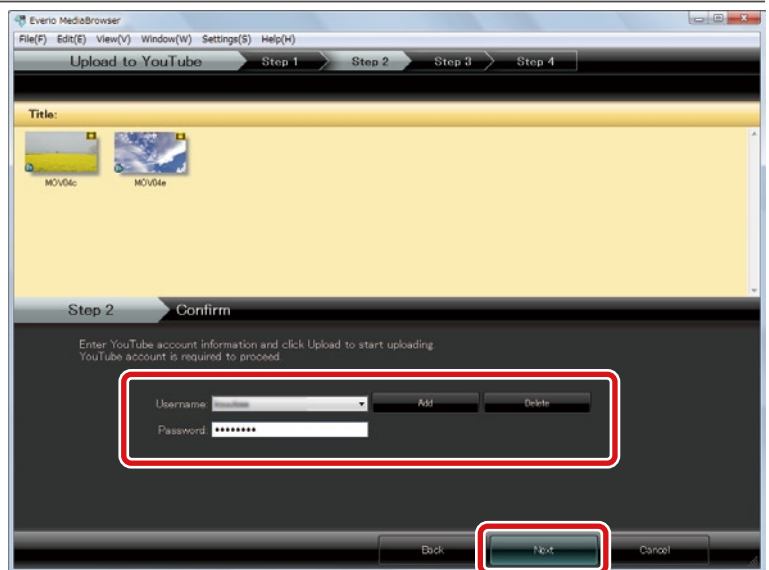 Everio MediaBrowser
File(F) Edit(E) View(V) Window(W) Settings(S) Help(H)
Upload to YouTube Step 1 Step 2 Step 3 Step 4
Title:
MOV04c MOV04e
Step 2 Confirm
Enter YouTube account information and click Upload to start uploading.
YouTube account is required to proceed.
Username: Add Delete
Password: ••••••••
Back Next Cancel